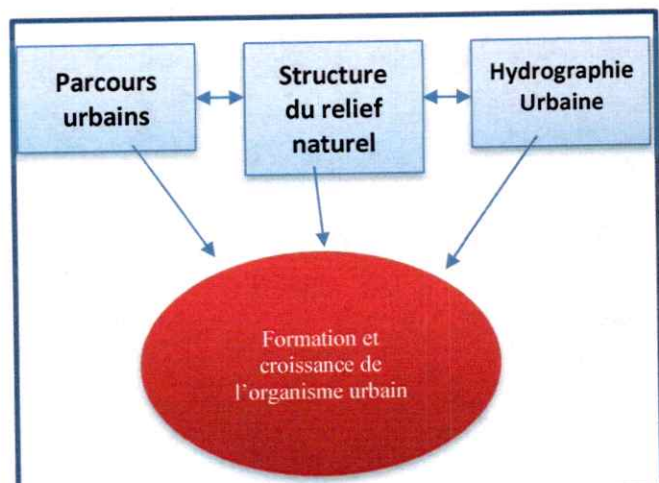 Parcours
urbains
Structure
du relief
naturel
Hydrographie
Urbaine
Formation et
croissance de
l'organisme urbain